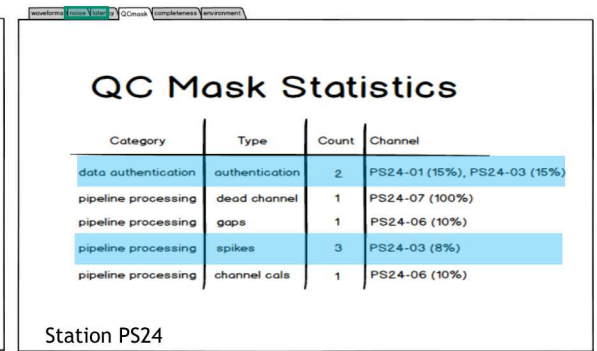 waveforms noise QCmask completeness environment
QC Mask Statistics
Category Type Count Channel
data authentication authentication 2 PS24-01 (15%), PS24-03 (15%)
pipeline processing dead channel 1 PS24-07 (100%)
pipeline processing gaps 1 PS24-06 (10%)
pipeline processing spikes 3 PS24-03 (8%)
pipeline processing channel cals 1 PS24-06 (10%)
Station PS24